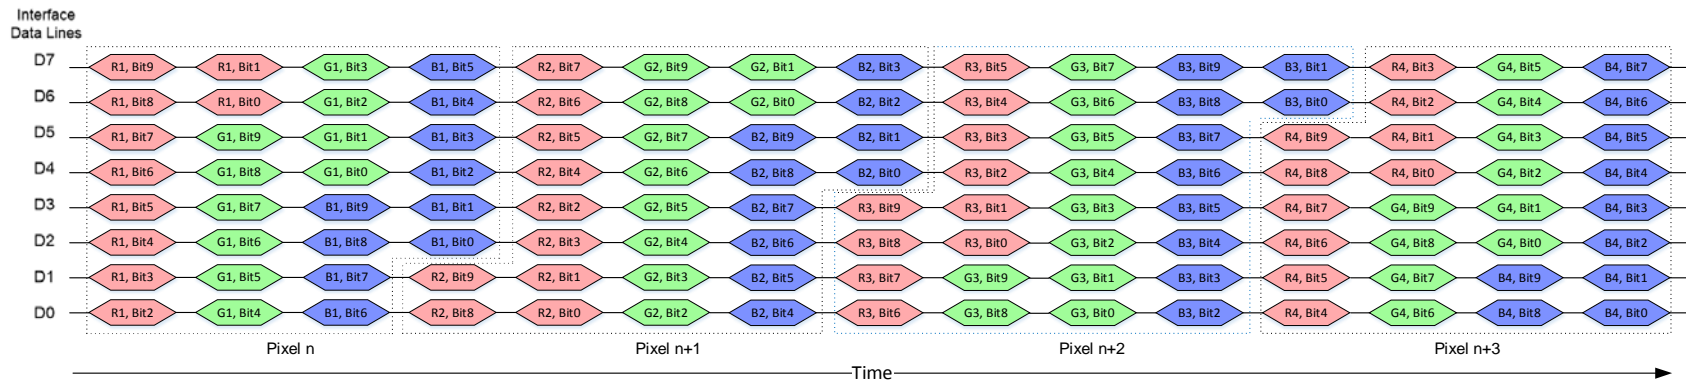 Interface
Data Lines
D7 R1, Bit9 R1, Bit1 G1, Bit3 B1, Bit5 R2, Bit7 G2, Bit9 G2, Bit1 B2, Bit3 R3, Bit5 G3, Bit7 B3, Bit9 B3, Bit1 R4, Bit3 G4, Bit5 B4, Bit7
D6 R1, Bit8 R1, Bit0 G1, Bit2 B1, Bit4 R2, Bit6 G2, Bit8 G2, Bit0 B2, Bit2 R3, Bit4 G3, Bit6 B3, Bit8 B3, Bit0 R4, Bit2 G4, Bit4 B4, Bit6
D5 R1, Bit7 G1, Bit9 G1, Bit1 B1, Bit3 R2, Bit5 G2, Bit7 B2, Bit9 B2, Bit1 R3, Bit3 G3, Bit5 B3, Bit7 R4, Bit9 R4, Bit1 G4, Bit3 B4, Bit5
D4 R1, Bit6 G1, Bit8 G1, Bit0 B1, Bit2 R2, Bit4 G2, Bit6 B2, Bit8 B2, Bit0 R3, Bit2 G3, Bit4 B3, Bit6 R4, Bit8 R4, Bit0 G4, Bit2 B4, Bit4
D3 R1, Bit5 G1, Bit7 B1, Bit9 B1, Bit1 R2, Bit2 G2, Bit5 B2, Bit7 R3, Bit9 R3, Bit1 G3, Bit3 B3, Bit5 R4, Bit7 G4, Bit9 G4, Bit1 B4, Bit3
D2 R1, Bit4 G1, Bit6 B1, Bit8 B1, Bit0 R2, Bit3 G2, Bit4 B2, Bit6 R3, Bit8 R3, Bit0 G3, Bit2 B3, Bit4 R4, Bit6 G4, Bit8 G4, Bit0 B4, Bit2
D1 R1, Bit3 G1, Bit5 B1, Bit7 R2, Bit9 R2, Bit1 G2, Bit3 B2, Bit5 R3, Bit7 G3, Bit9 G3, Bit1 B3, Bit3 R4, Bit5 G4, Bit7 B4, Bit9 B4, Bit1
D0 R1, Bit2 G1, Bit4 B1, Bit6 R2, Bit8 R2, Bit0 G2, Bit2 B2, Bit4 R3, Bit6 G3, Bit8 G3, Bit0 B3, Bit2 R4, Bit4 G4, Bit6 B4, Bit8 B4, Bit0
Pixel n Pixel n+1 Pixel n+2 Pixel n+3
Time